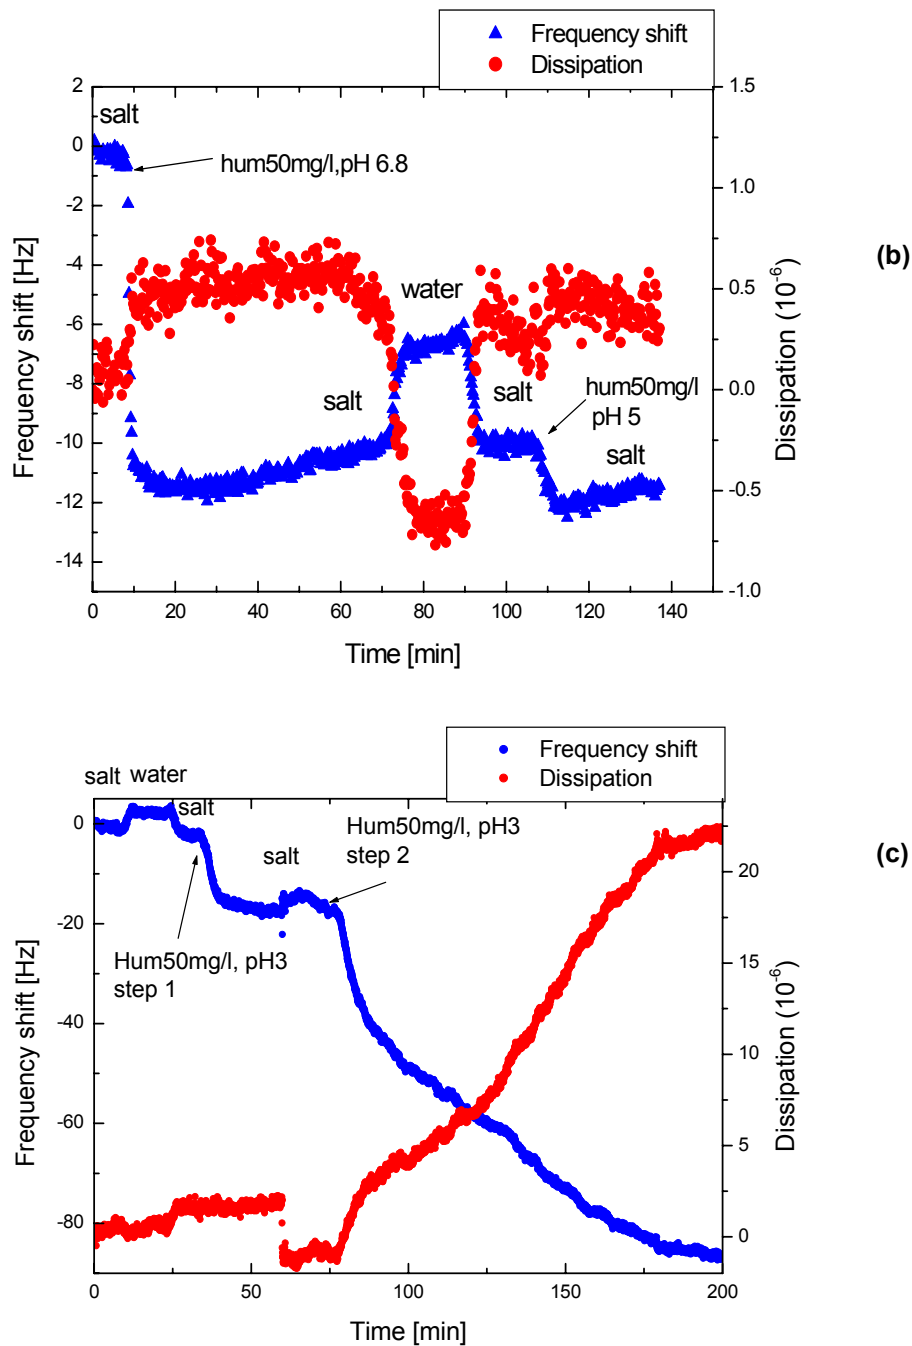 Frequency shift
Dissipation
(b)
2
0
-2
-4
-6
-8
-10
-12
-14
Frequency shift [Hz]
1.5
1.0
0.5
0.0
-0.5
-1.0
Dissipation (10-6)
salt
hum50mg/l,pH 6.8
water
salt
salt
hum50mg/l
pH 5
salt
0 20 40 60 80 100 120 140
Time [min]
Frequency shift
Dissipation
(c)
salt water
salt
Hum50mg/l, pH3
step 2
salt
Hum50mg/l, pH3
step 1
0
-20
-40
-60
-80
Frequency shift [Hz]
20
15
10
5
0
Dissipation (10-6)
0 50 100 150 200
Time [min]